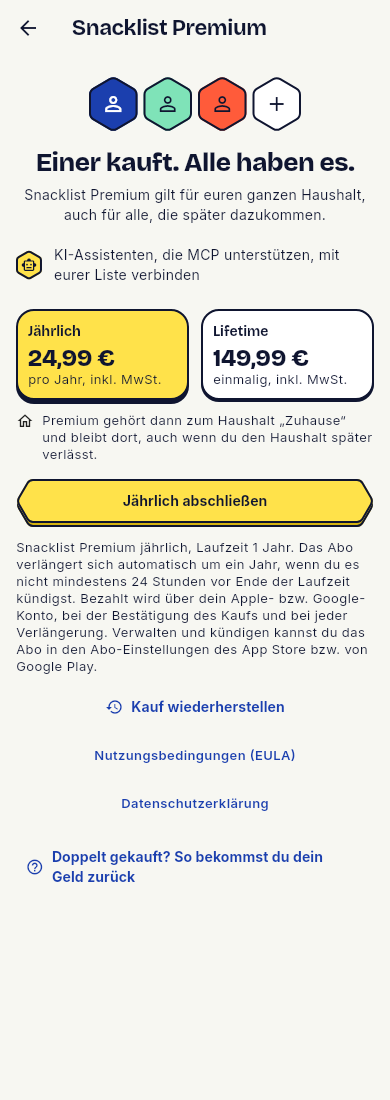 Snacklist Premium
Einer kauft. Alle haben es.
Snacklist Premium gilt für euren ganzen Haushalt,
auch für alle, die später dazukommen.
KI-Assistenten, die MCP unterstützen, mit
eurer Liste verbinden
Jährlich
24,99 €
pro Jahr, inkl. MwSt.
Lifetime
149,99 €
einmalig, inkl. MwSt.
Premium gehört dann zum Haushalt „Zuhause“
und bleibt dort, auch wenn du den Haushalt später
verlässt.
Jährlich abschließen
Snacklist Premium jährlich, Laufzeit 1 Jahr. Das Abo
verlängert sich automatisch um ein Jahr, wenn du es
nicht mindestens 24 Stunden vor Ende der Laufzeit
kündigst. Bezahlt wird über dein Apple- bzw. Google-
Konto, bei der Bestätigung des Kaufs und bei jeder
Verlängerung. Verwalten und kündigen kannst du das
Abo in den Abo-Einstellungen des App Store bzw. von
Google Play.
Kauf wiederherstellen
Nutzungsbedingungen (EULA)
Datenschutzerklärung
Doppelt gekauft? So bekommst du dein
Geld zurück